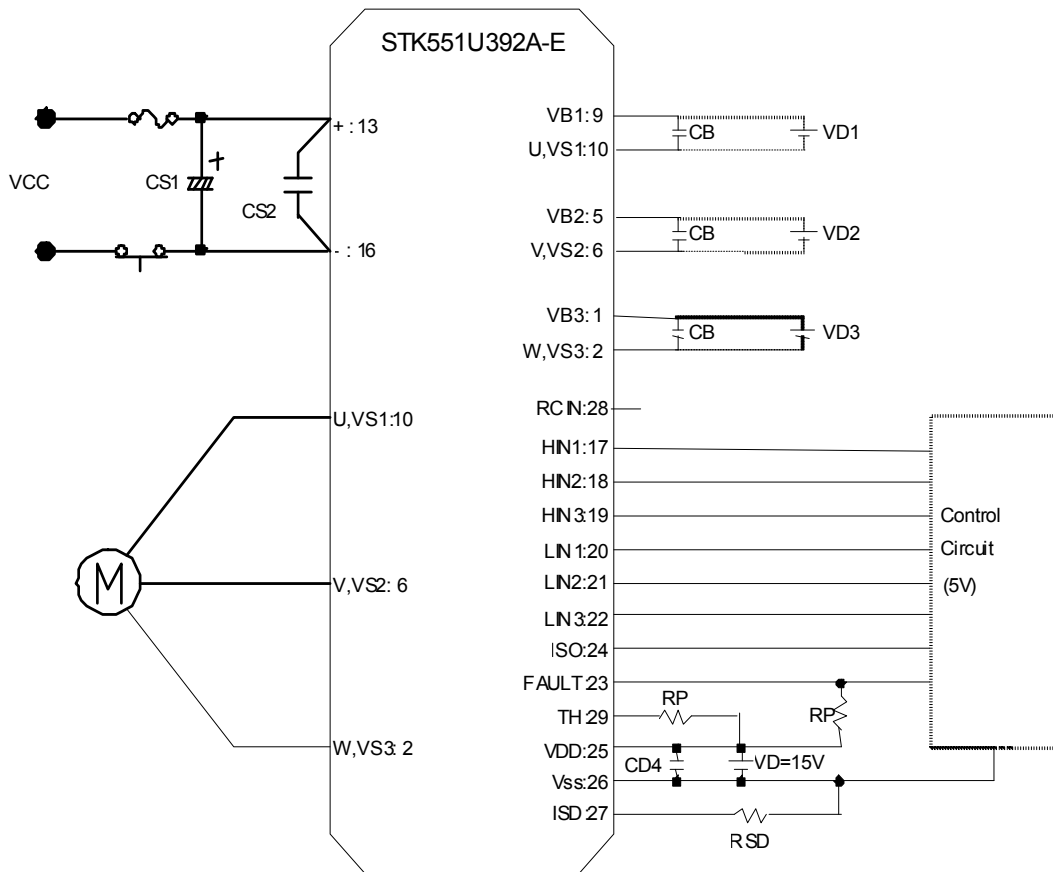 STK551U392A-E
+ : 13
VCC
CS1
+
CS2
- : 16
VB1: 9
CB
VD1
U,VS1:10
VB2: 5
CB
VD2
V,VS2: 6
VB3: 1
CB
VD3
W,VS3: 2
RCIN:28
U,VS1:10
HIN1:17
HIN2:18
HIN3:19
Control
LIN1:20
Circuit
M
V,VS2: 6
LIN2:21
(5V)
LIN3:22
ISO:24
FAULT:23
RP
TH:29
RP
W,VS3: 2
VDD:25
CD4
VD=15V
Vss:26
ISD:27
RSD